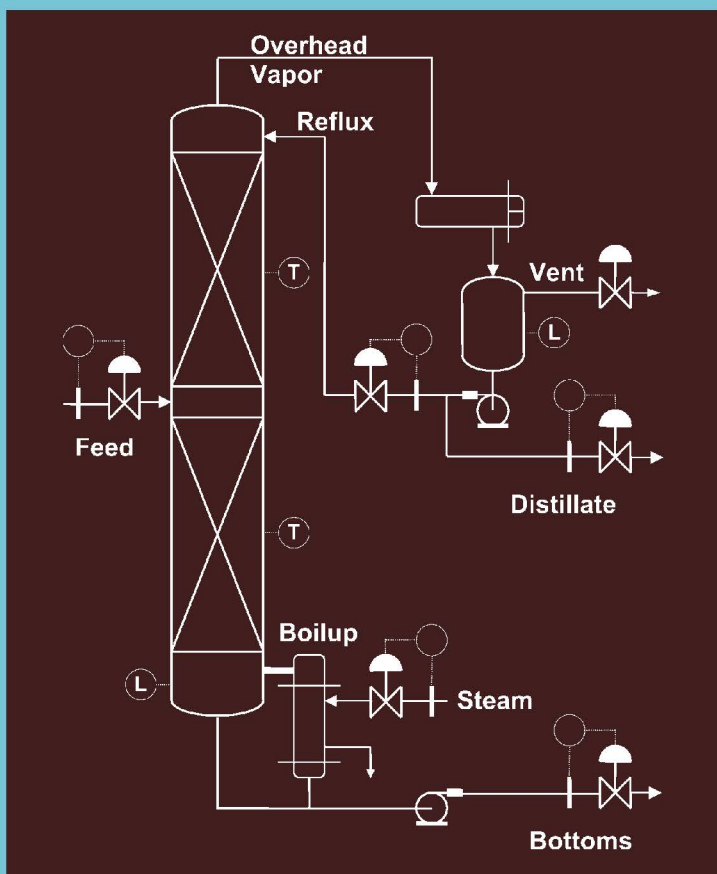 Overhead
Vapor
Reflux
T
Vent
L
Feed
Distillate
T
Boilup
L
Steam
Bottoms